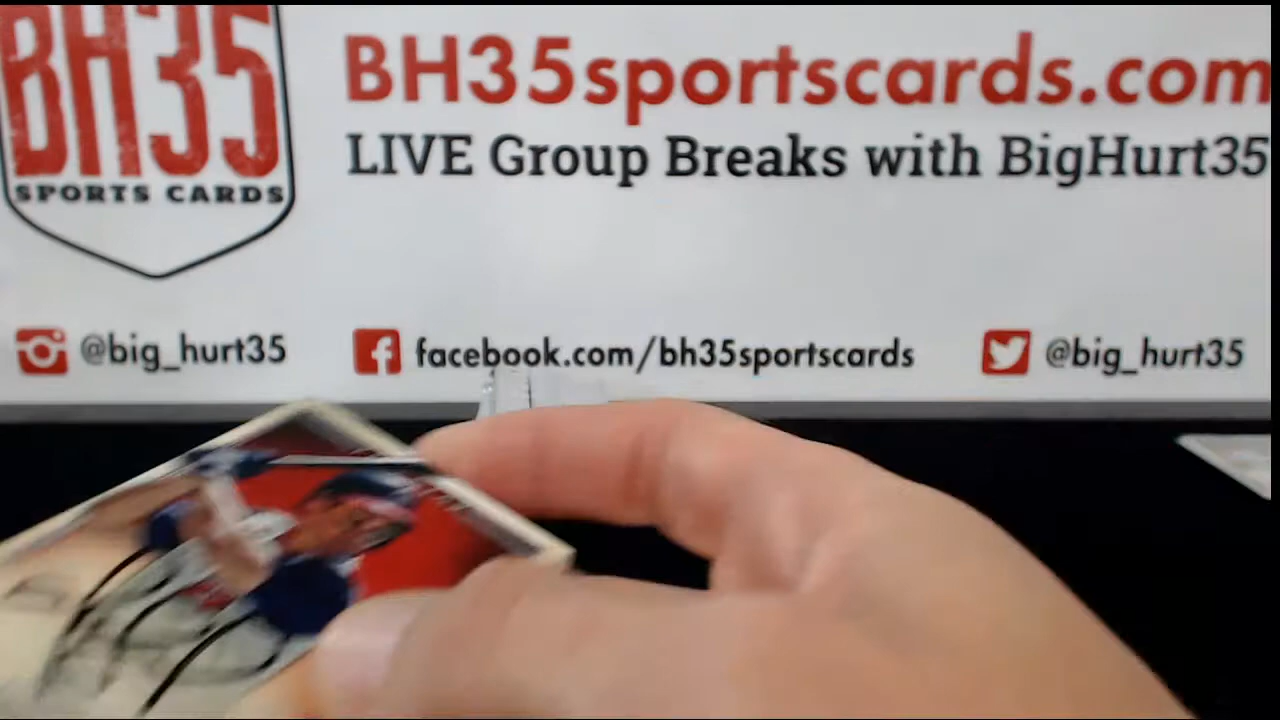 BH35
SPORTS CARDS
BH35sportscards.com
LIVE Group Breaks with BigHurt35
@big_hurt35
facebook.com/bh35sportscards
@big_hurt35